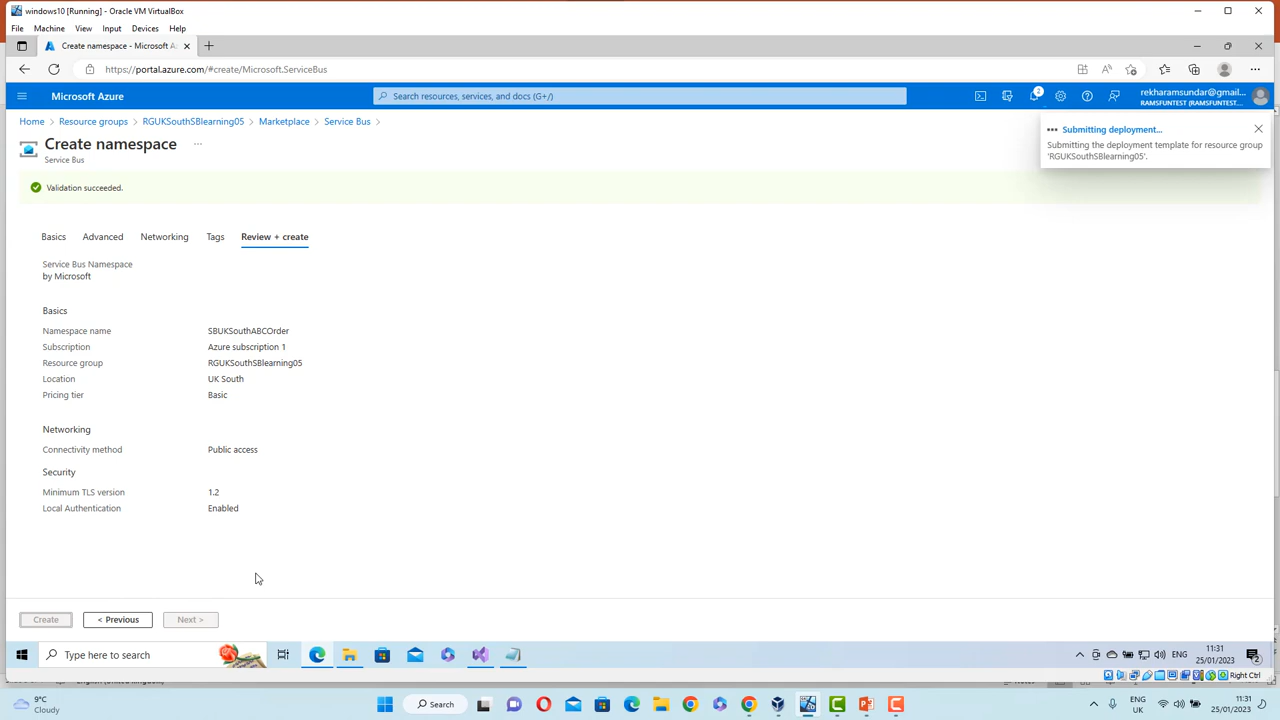 windows10 [Running] - Oracle VM VirtualBox
File Machine View Input Devices Help
Create namespace - Microsoft Az
https://portal.azure.com/#create/Microsoft.ServiceBus
Microsoft Azure
Search resources, services, and docs (G+/)
2
rekharamsundar@gmail...
RAMSFUNTEST (RAMSFUNTEST....
Home > Resource groups > RGUKSouthSBlearning05 > Marketplace > Service Bus >
Submitting deployment...
Submitting the deployment template for resource group
'RGUKSouthSBlearning05'.
Create namespace ...
Service Bus
Validation succeeded.
Basics Advanced Networking Tags Review + create
Service Bus Namespace
by Microsoft
Basics
Namespace name SBUKSouthABCOrder
Subscription Azure subscription 1
Resource group RGUKSouthSBlearning05
Location UK South
Pricing tier Basic
Networking
Connectivity method Public access
Security
Minimum TLS version 1.2
Local Authentication Enabled
Create < Previous Next >
Type here to search
ENG
11:31
25/01/2023
2
Right Ctrl
9°C
Cloudy
Search
ENG
UK
11:31
25/01/2023